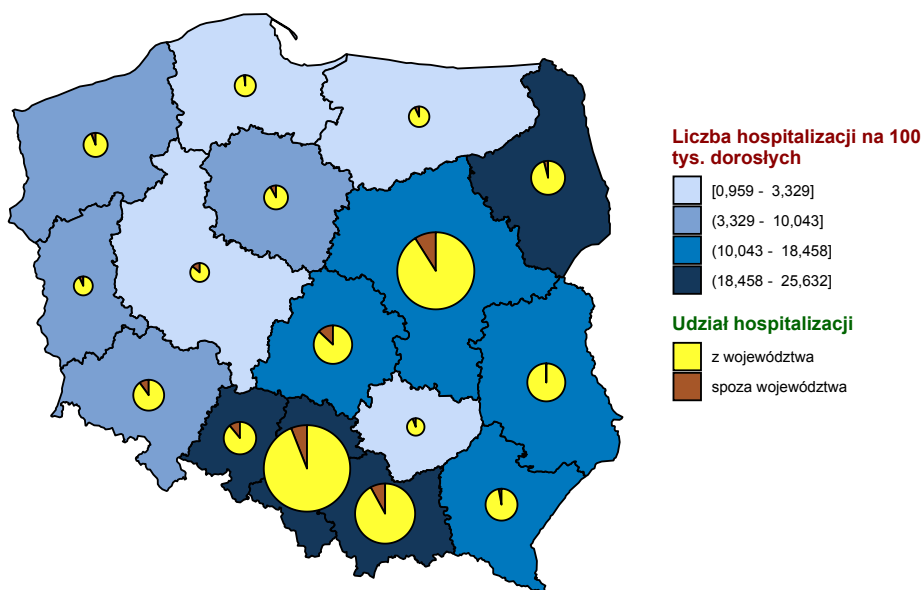 Liczba hospitalizacji na 100
tys. dorosłych
[0,959 - 3,329]
(3,329 - 10,043]
(10,043 - 18,458]
(18,458 - 25,632]
Udział hospitalizacji
z województwa
spoza województwa